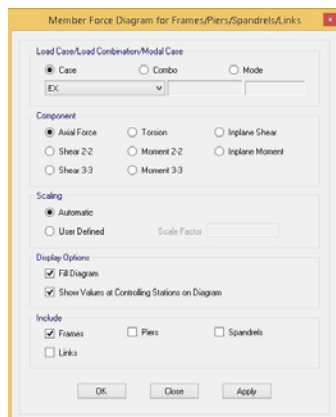 Member Force Diagram for Frames/Piers/Spandrels/Links
Load Case/Load Combination/Modal Case
Case Combo Mode
EX
Component
Axial Force Torsion Inplane Shear
Shear 2-2 Moment 2-2 Inplane Moment
Shear 3-3 Moment 3-3
Scaling
Automatic
User Defined Scale Factor
Display Options
Fill Diagram
Show Values at Controlling Stations on Diagram
Include
Frames Piers Spandrels
Links
OK Close Apply